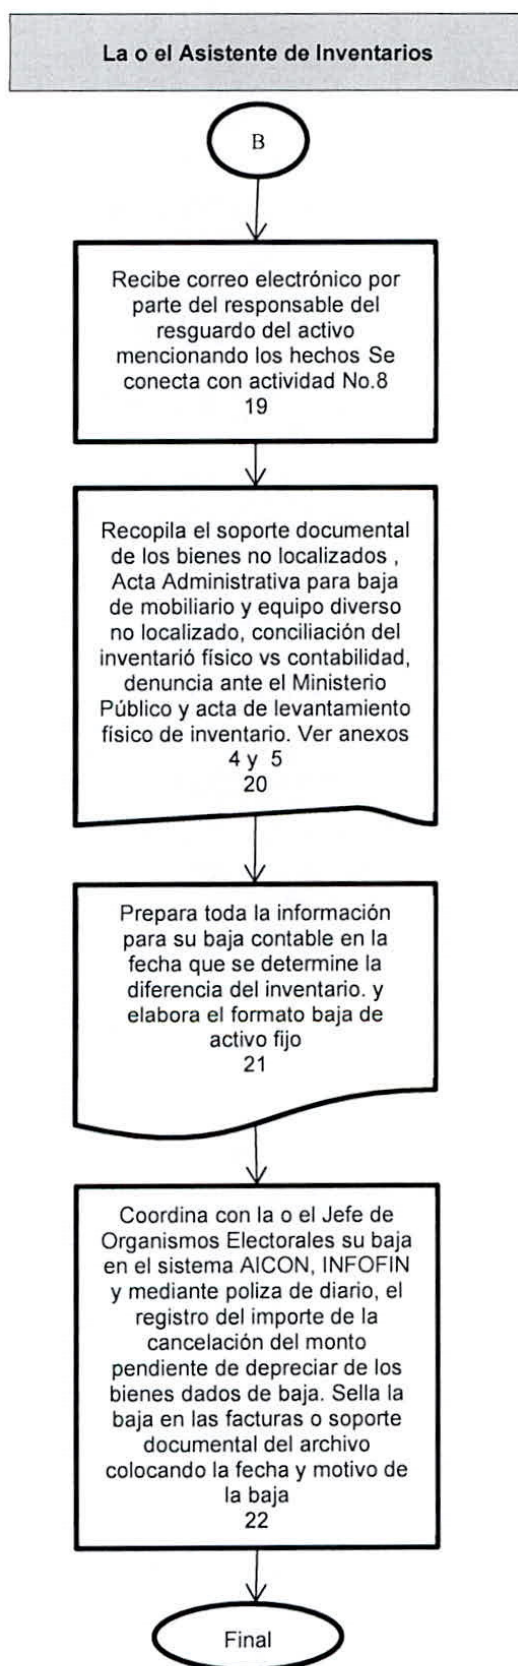 La o el Asistente de Inventarios
B
Recibe correo electrónico por
parte del responsable del
resguardo del activo
mencionando los hechos Se
conecta con actividad No.8
19
Recopila el soporte documental
de los bienes no localizados ,
Acta Administrativa para baja
de mobiliario y equipo diverso
no localizado, conciliación del
inventarió físico vs contabilidad,
denuncia ante el Ministerio
Público y acta de levantamiento
físico de inventario. Ver anexos
4 y 5
20
Prepara toda la información
para su baja contable en la
fecha que se determine la
diferencia del inventario. y
elabora el formato baja de
activo fijo
21
Coordina con la o el Jefe de
Organismos Electorales su baja
en el sistema AICON, INFOFIN
y mediante poliza de diario, el
registro del importe de la
cancelación del monto
pendiente de depreciar de los
bienes dados de baja. Sella la
baja en las facturas o soporte
documental del archivo
colocando la fecha y motivo de
la baja
22
Final